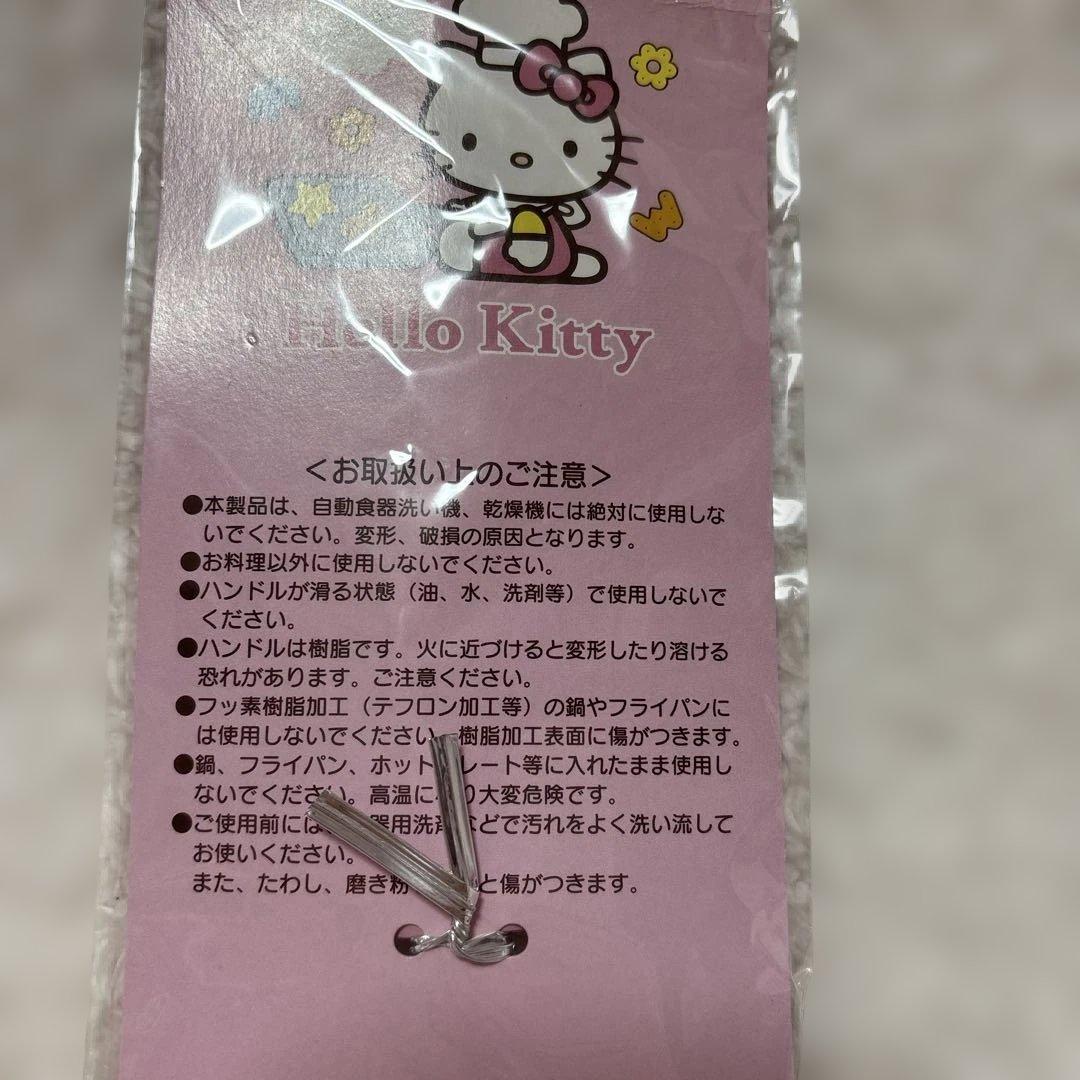 Hello Kitty
＜お取扱い上のご注意＞
●本製品は、自動食器洗い機、乾燥機には絶対に使用しな
いでください。変形、破損の原因となります。
●お料理以外に使用しないでください。
●ハンドルが滑る状態（油、水、洗剤等）で使用しないで
ください。
●ハンドルは樹脂です。火に近づけると変形したり溶ける
恐れがあります。ご注意ください。
●フッ素樹脂加工（テフロン加工等）の鍋やフライパンに
は使用しないでください。樹脂加工表面に傷がつきます。
●鍋、フライパン、ホットプレート等に入れたまま使用し
ないでください。高温になり大変危険です。
●ご使用前には、器用洗剤などで汚れをよく洗い流して
お使いください。
また、たわし、磨き粉と傷がつきます。